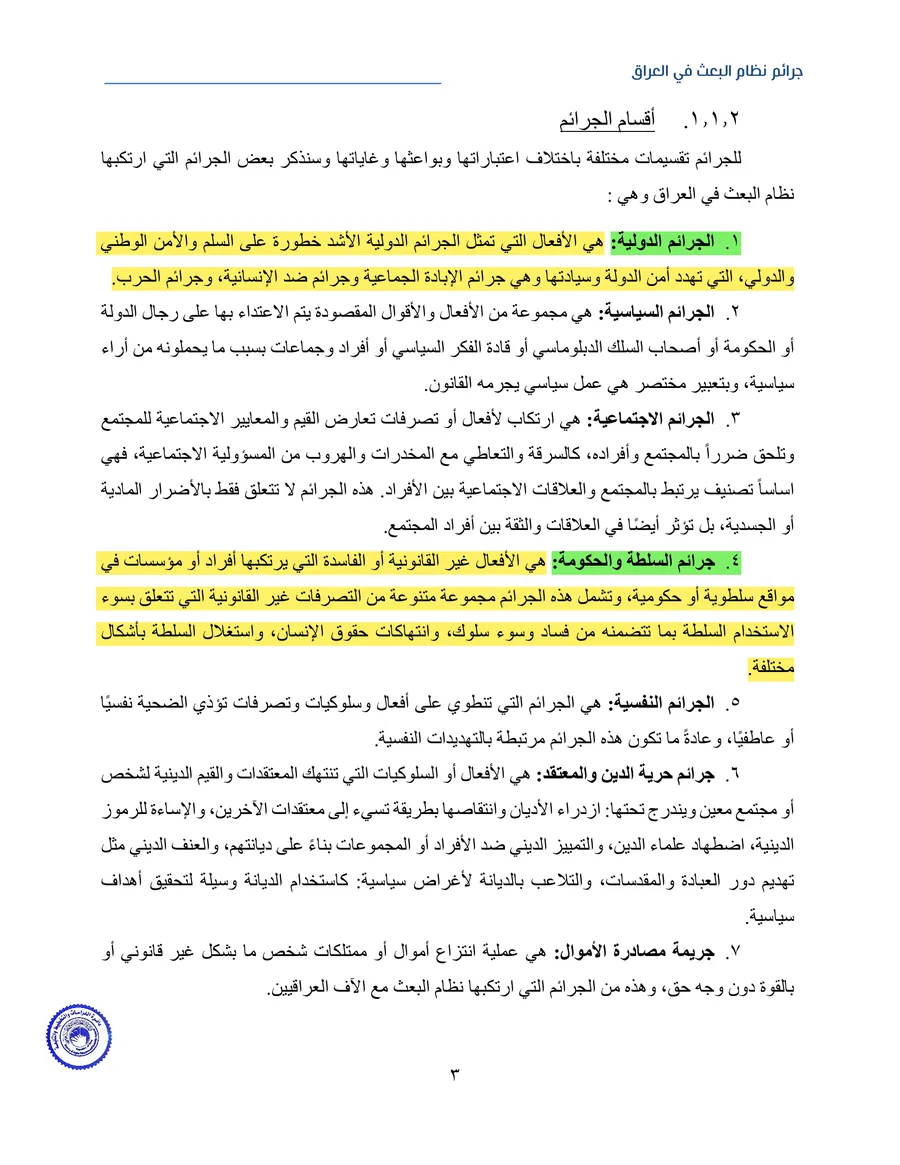 جرائم نظام البعث في العراق
١,١,٢. أقسام الجرائم
للجرائم تقسيمات مختلفة باختلاف اعتباراتها وبواعثها وغاياتها وسنذكر بعض الجرائم التي ارتكبها
نظام البعث في العراق وهي :
١. الجرائم الدولية: هي الأفعال التي تمثل الجرائم الدولية الأشد خطورة على السلم والأمن الوطني
والدولي، التي تهدد أمن الدولة وسيادتها وهي جرائم الإبادة الجماعية وجرائم ضد الإنسانية، وجرائم الحرب.
٢. الجرائم السياسية: هي مجموعة من الأفعال والأقوال المقصودة يتم الاعتداء بها على رجال الدولة
أو الحكومة أو أصحاب السلك الدبلوماسي أو قادة الفكر السياسي أو أفراد وجماعات بسبب ما يحملونه من أراء
سياسية، وبتعبير مختصر هي عمل سياسي يجرمه القانون.
٣. الجرائم الاجتماعية: هي ارتكاب لأفعال أو تصرفات تعارض القيم والمعايير الاجتماعية للمجتمع
وتلحق ضرراً بالمجتمع وأفراده، كالسرقة والتعاطي مع المخدرات والهروب من المسؤولية الاجتماعية، فهي
اساساً تصنيف يرتبط بالمجتمع والعلاقات الاجتماعية بين الأفراد. هذه الجرائم لا تتعلق فقط بالأضرار المادية
أو الجسدية، بل تؤثر أيضًا في العلاقات والثقة بين أفراد المجتمع.
٤. جرائم السلطة والحكومة: هي الأفعال غير القانونية أو الفاسدة التي يرتكبها أفراد أو مؤسسات في
مواقع سلطوية أو حكومية، وتشمل هذه الجرائم مجموعة متنوعة من التصرفات غير القانونية التي تتعلق بسوء
الاستخدام السلطة بما تتضمنه من فساد وسوء سلوك، وانتهاكات حقوق الإنسان، واستغلال السلطة بأشكال
مختلفة.
٥. الجرائم النفسية: هي الجرائم التي تنطوي على أفعال وسلوكيات وتصرفات تؤذي الضحية نفسيًا
أو عاطفيًا، وعادةً ما تكون هذه الجرائم مرتبطة بالتهديدات النفسية.
٦. جرائم حرية الدين والمعتقد: هي الأفعال أو السلوكيات التي تنتهك المعتقدات والقيم الدينية لشخص
أو مجتمع معين ويندرج تحتها: ازدراء الأديان وانتقاصها بطريقة تسيء إلى معتقدات الآخرين، والإساءة للرموز
الدينية، اضطهاد علماء الدين، والتمييز الديني ضد الأفراد أو المجموعات بناءً على ديانتهم، والعنف الديني مثل
تهديم دور العبادة والمقدسات، والتلاعب بالديانة لأغراض سياسية: كاستخدام الديانة وسيلة لتحقيق أهداف
سياسية.
٧. جريمة مصادرة الأموال: هي عملية انتزاع أموال أو ممتلكات شخص ما بشكل غير قانوني أو
بالقوة دون وجه حق، وهذه من الجرائم التي ارتكبها نظام البعث مع الآف العراقيين.
٣